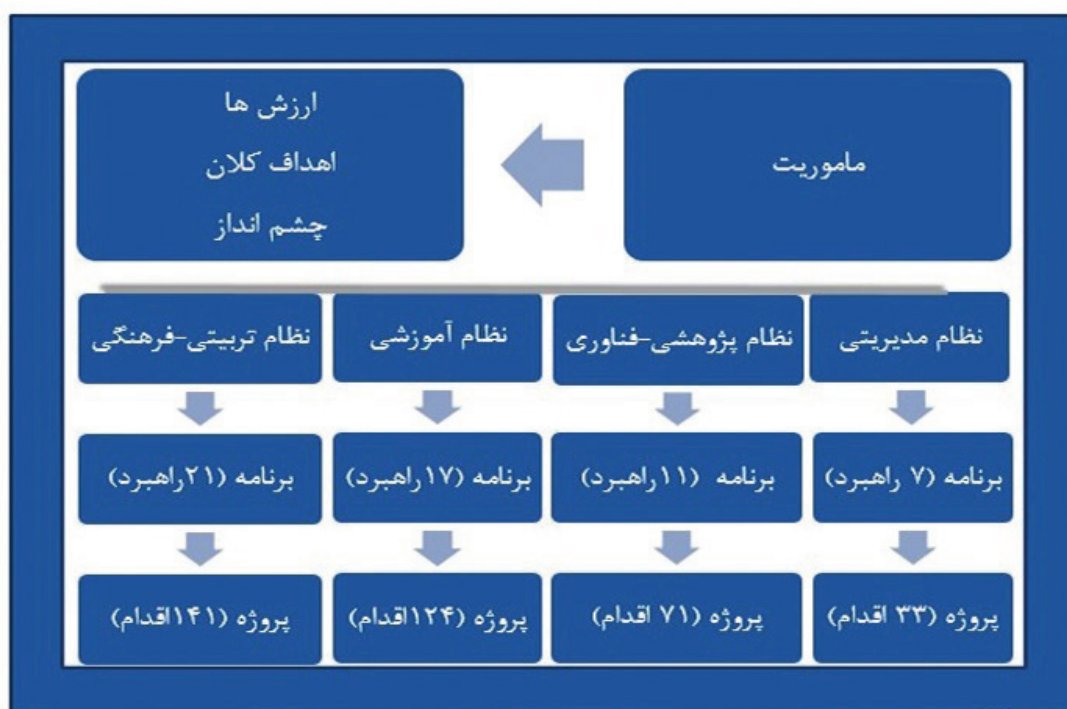 ماموریت
ارزش ها
اهداف کلان
چشم انداز
نظام مدیریتی
نظام پژوهشی-فناوری
نظام آموزشی
نظام تربیتی-فرهنگی
برنامه (۷ راهبرد)
برنامه (۱۱راهبرد)
برنامه (۱۷راهبرد)
برنامه (۲۱راهبرد)
پروژه (۳۳ اقدام)
پروژه (۷۱ اقدام)
پروژه (۱۲۴اقدام)
پروژه (۱۴۱اقدام)